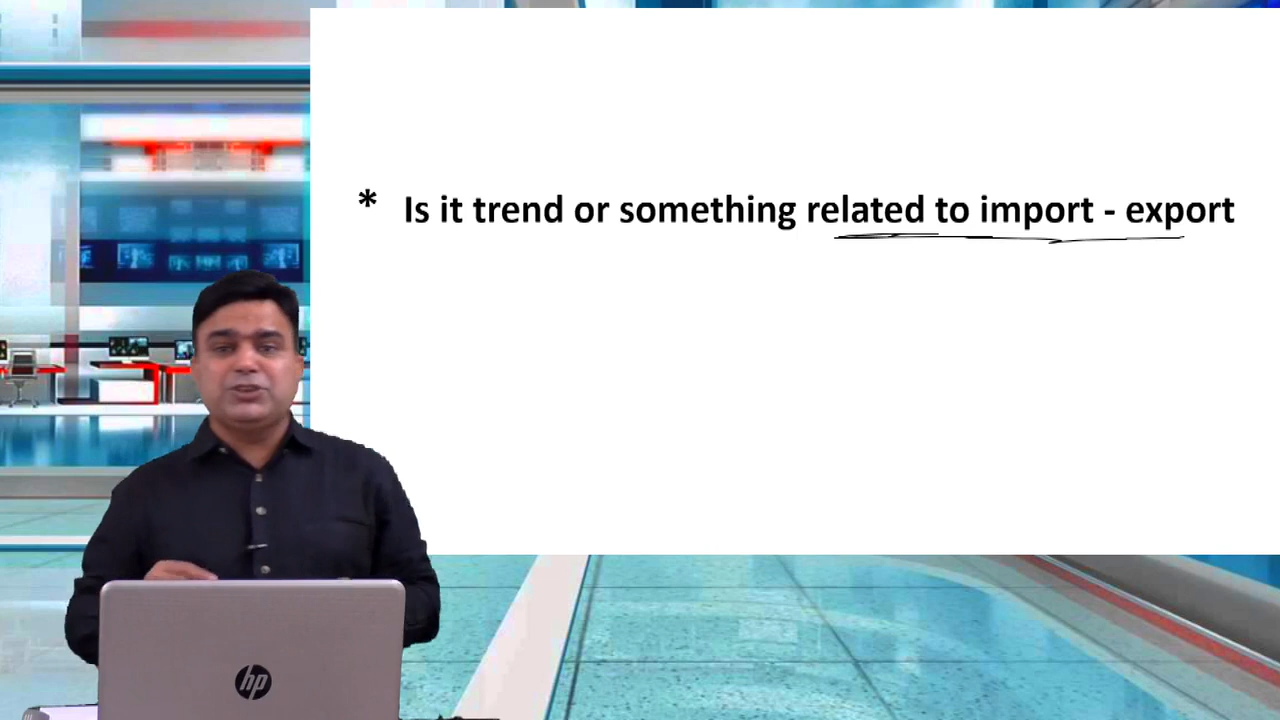 * Is it trend or something related to import - export
hp